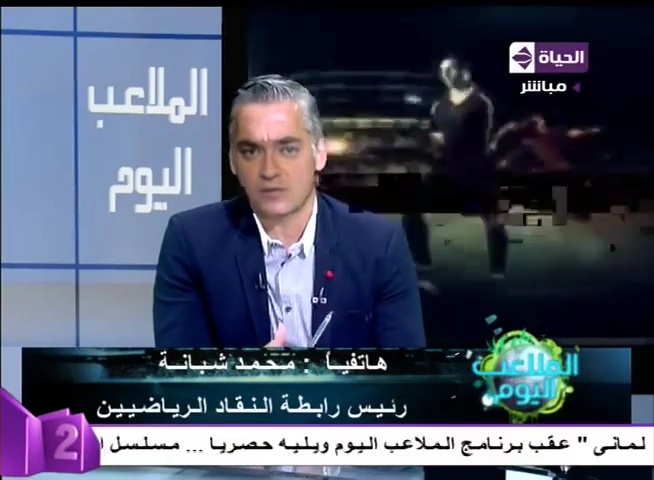 الحياة
مباشر
الملاعب
اليوم
هاتفياً : محمد شبانة
رئيس رابطة النقاد الرياضيين
الملاعب
اليوم
2
لمانى " عقب برنامج الملاعب اليوم ويليه حصريا ... مسلسل ا